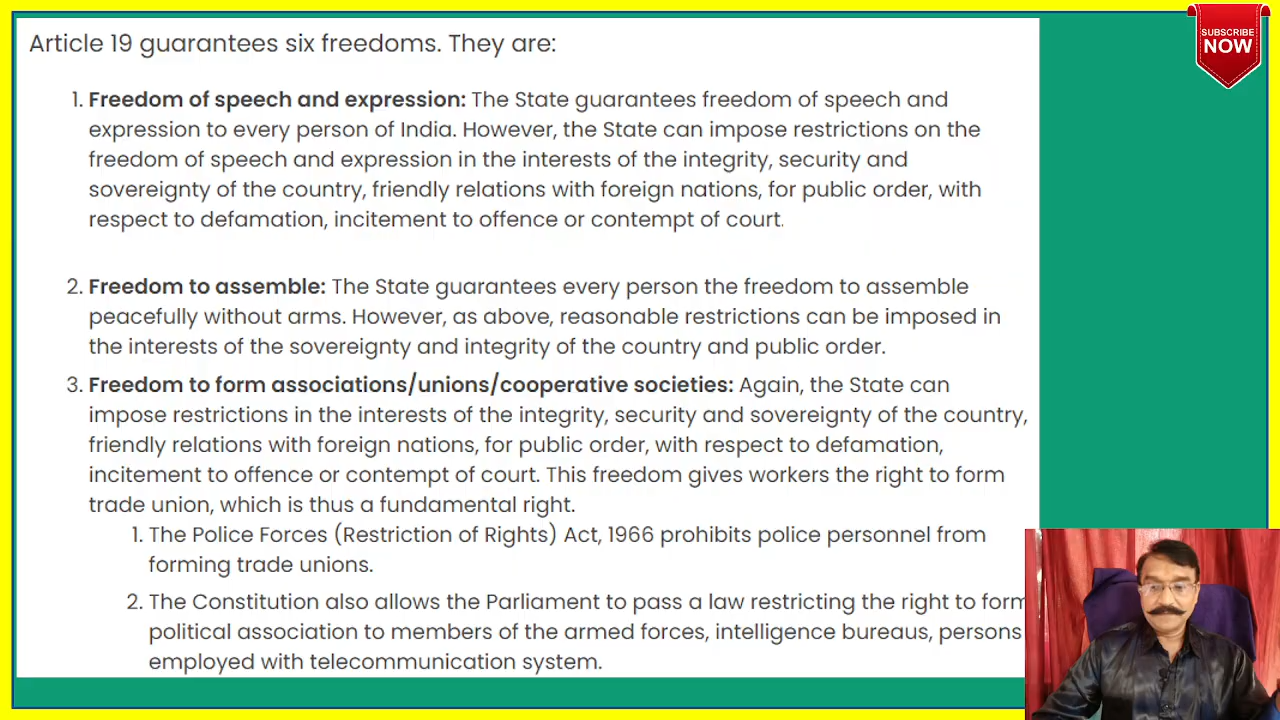 Article 19 guarantees six freedoms. They are:
1. Freedom of speech and expression: The State guarantees freedom of speech and
expression to every person of India. However, the State can impose restrictions on the
freedom of speech and expression in the interests of the integrity, security and
sovereignty of the country, friendly relations with foreign nations, for public order, with
respect to defamation, incitement to offence or contempt of court.
2. Freedom to assemble: The State guarantees every person the freedom to assemble
peacefully without arms. However, as above, reasonable restrictions can be imposed in
the interests of the sovereignty and integrity of the country and public order.
3. Freedom to form associations/unions/cooperative societies: Again, the State can
impose restrictions in the interests of the integrity, security and sovereignty of the country,
friendly relations with foreign nations, for public order, with respect to defamation,
incitement to offence or contempt of court. This freedom gives workers the right to form
trade union, which is thus a fundamental right.
1. The Police Forces (Restriction of Rights) Act, 1966 prohibits police personnel from
forming trade unions.
2. The Constitution also allows the Parliament to pass a law restricting the right to form
political association to members of the armed forces, intelligence bureaus, persons
employed with telecommunication system.
SUBSCRIBE
NOW